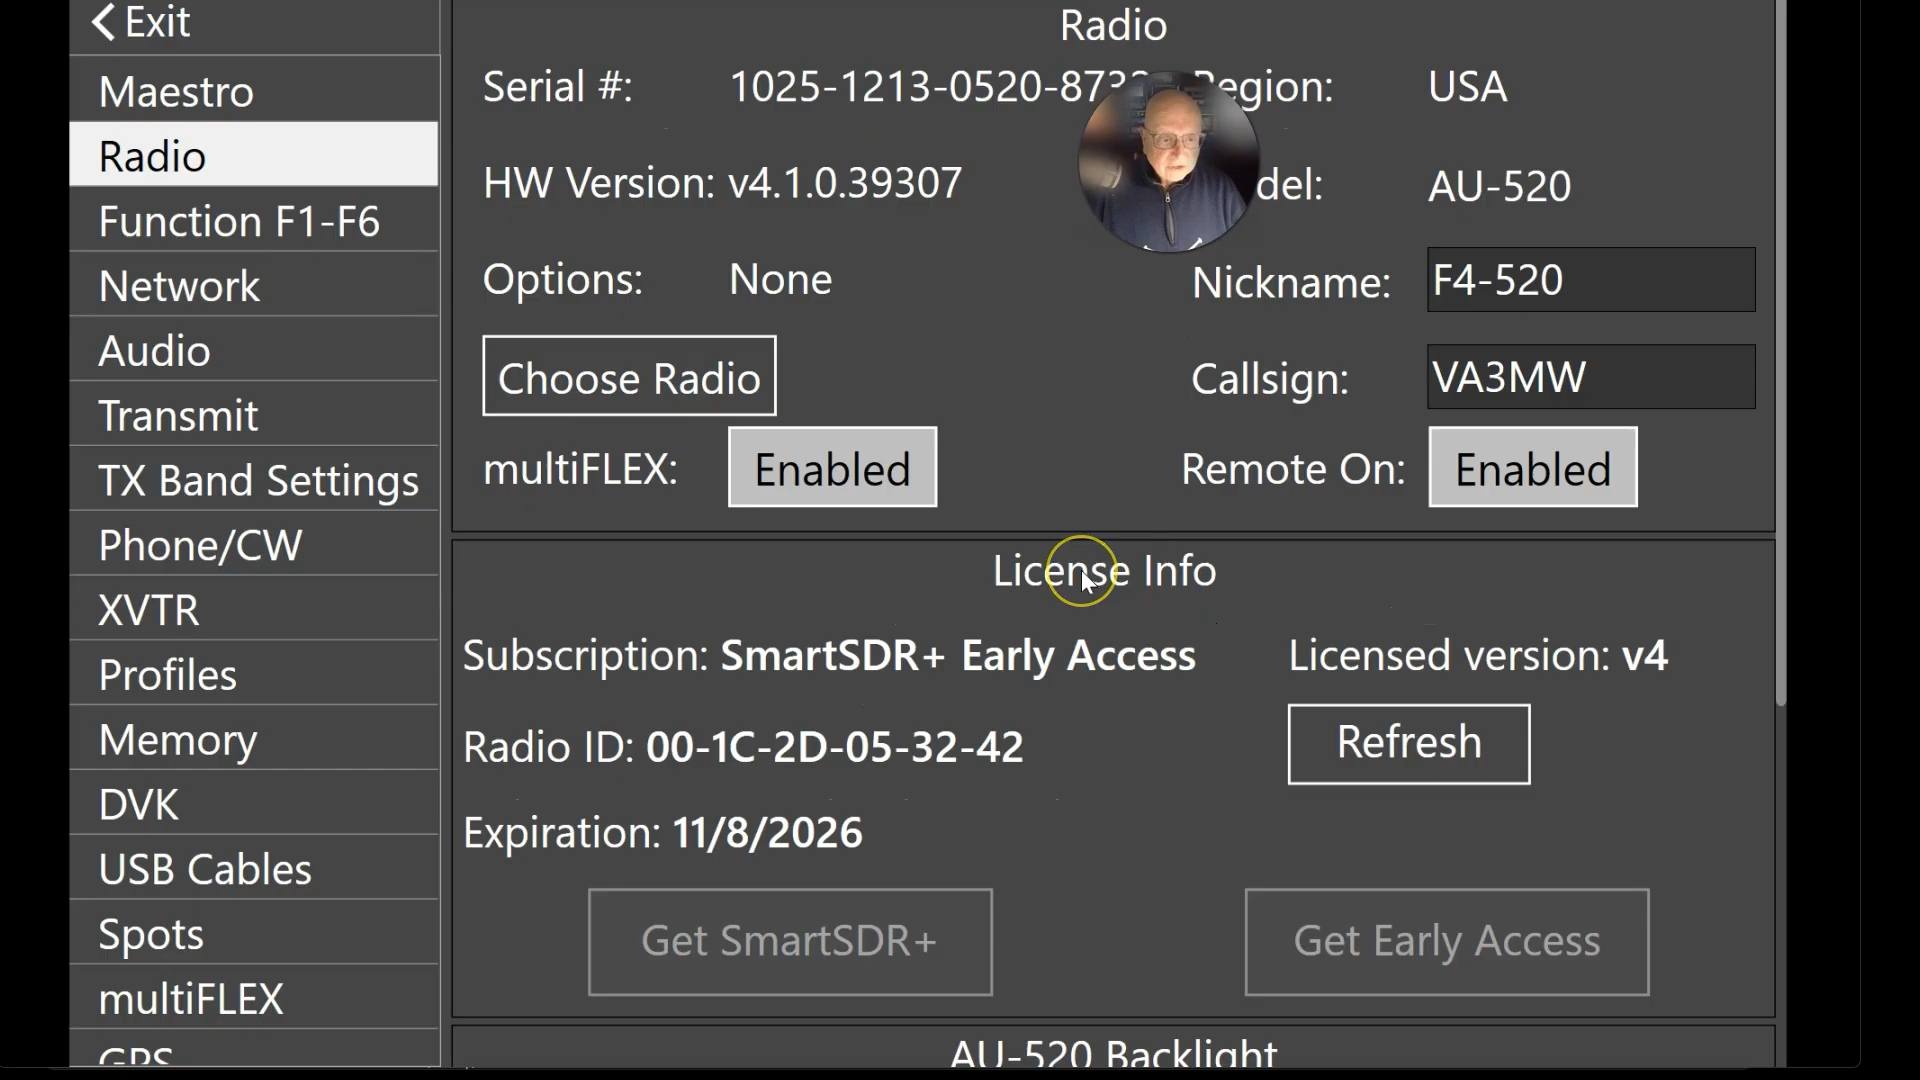 Exit
Maestro
Radio
Function F1-F6
Network
Audio
Transmit
TX Band Settings
Phone/CW
XVTR
Profiles
Memory
DVK
USB Cables
Spots
multiFLEX
GPS
Radio
Serial #: Region: USA
HW Version: v4.1.0.39307 AU-520
Options: None Nickname: F4-520
Choose Radio Callsign: VA3MW
multiFLEX: Enabled Remote On: Enabled
License Info
Subscription: SmartSDR+ Early Access Licensed version: v4
Radio ID: 00-1C-2D-05-32-42 Refresh
Expiration: 11/8/2026
Get SmartSDR+ Get Early Access
AU-520 Backlight